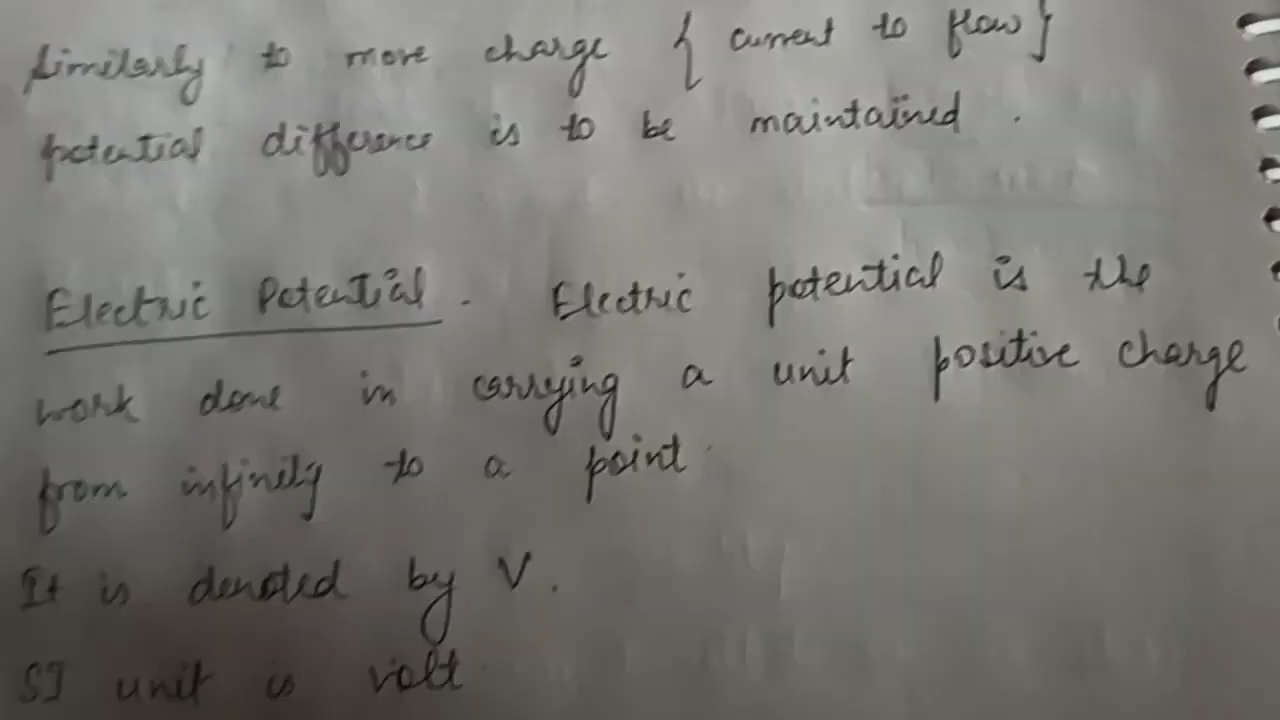 Similarly to move charge { current to flow}
potential difference is to be maintained .
Electric Potential . Electric potential is the
work done in carrying a unit positive charge
from infinity to a point.
It is denoted by V.
SI unit is volt